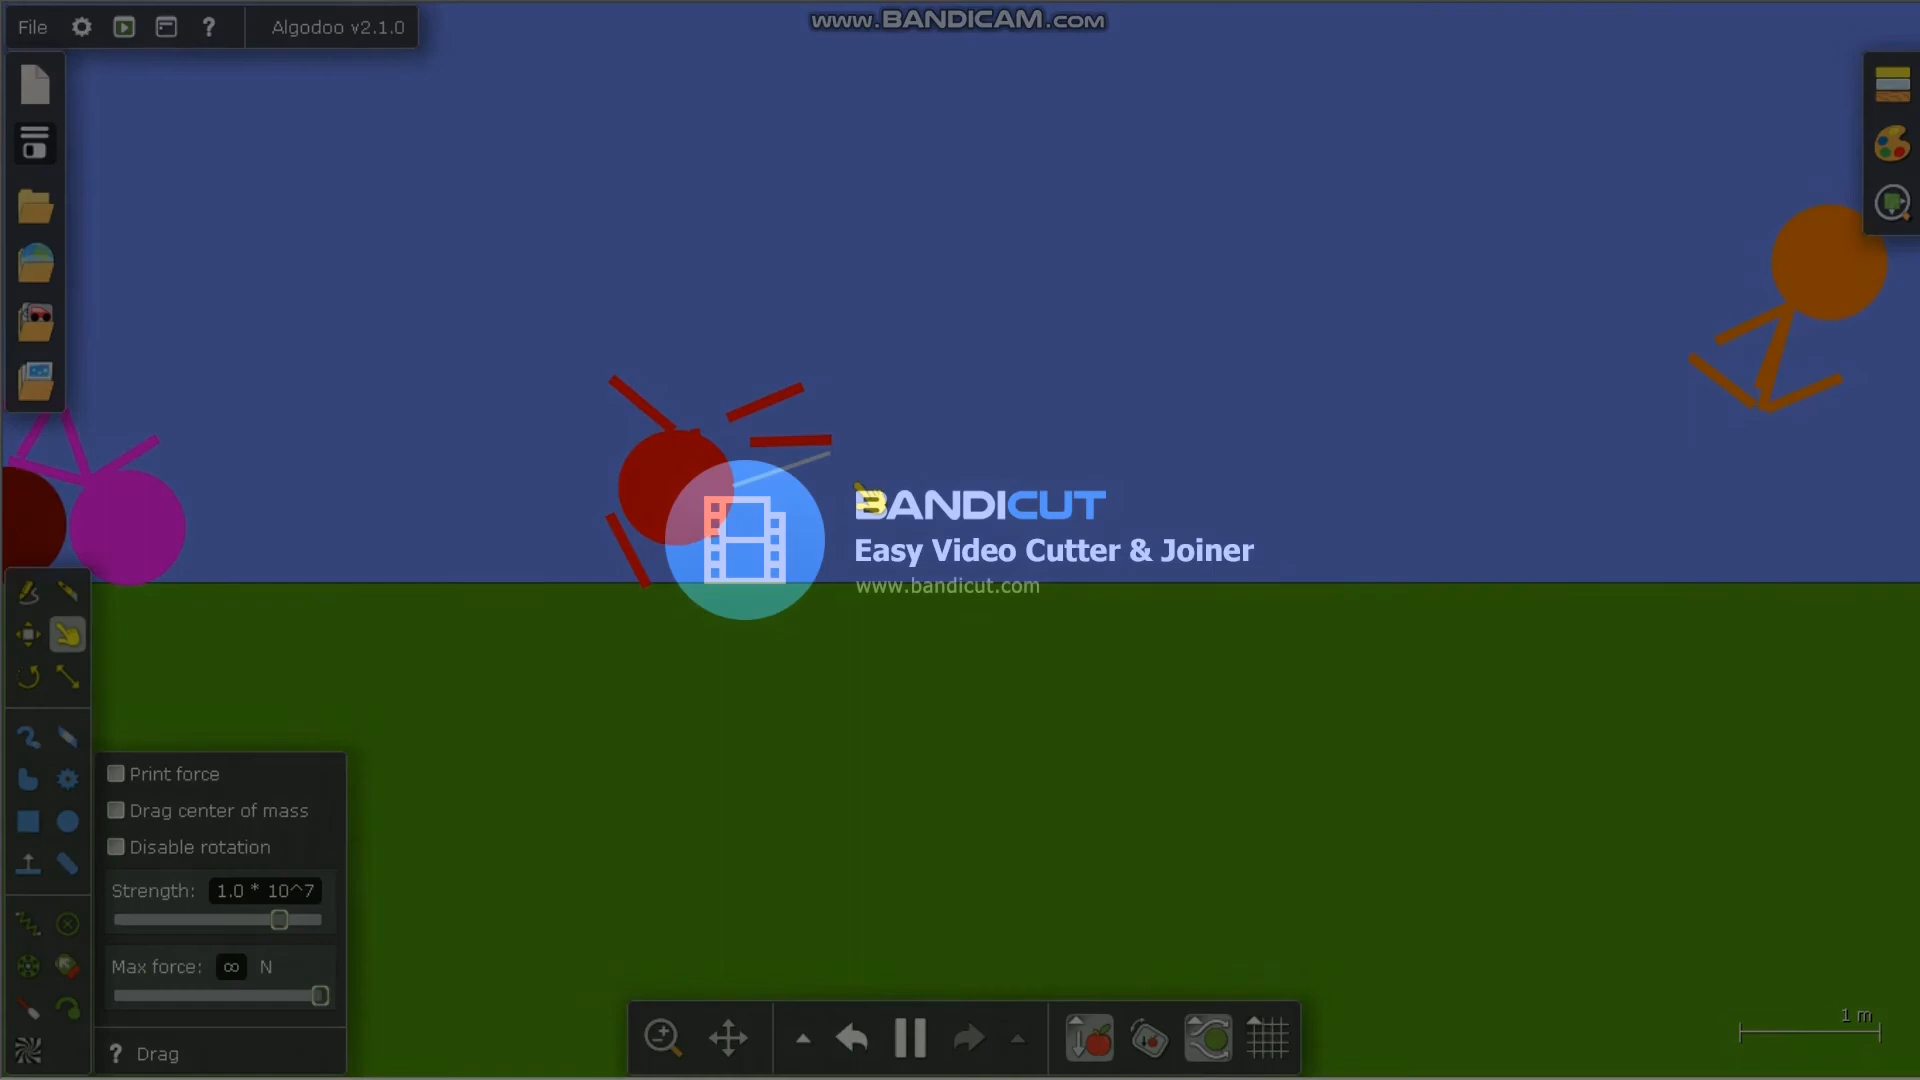 File
?
Algodoo v2.1.0
www.BANDICAM.com
BANDICUT
Easy Video Cutter & Joiner
www.bandicut.com
Print force
Drag center of mass
Disable rotation
Strength: 1.0 * 10^7
Max force: ∞ N
? Drag
1 m